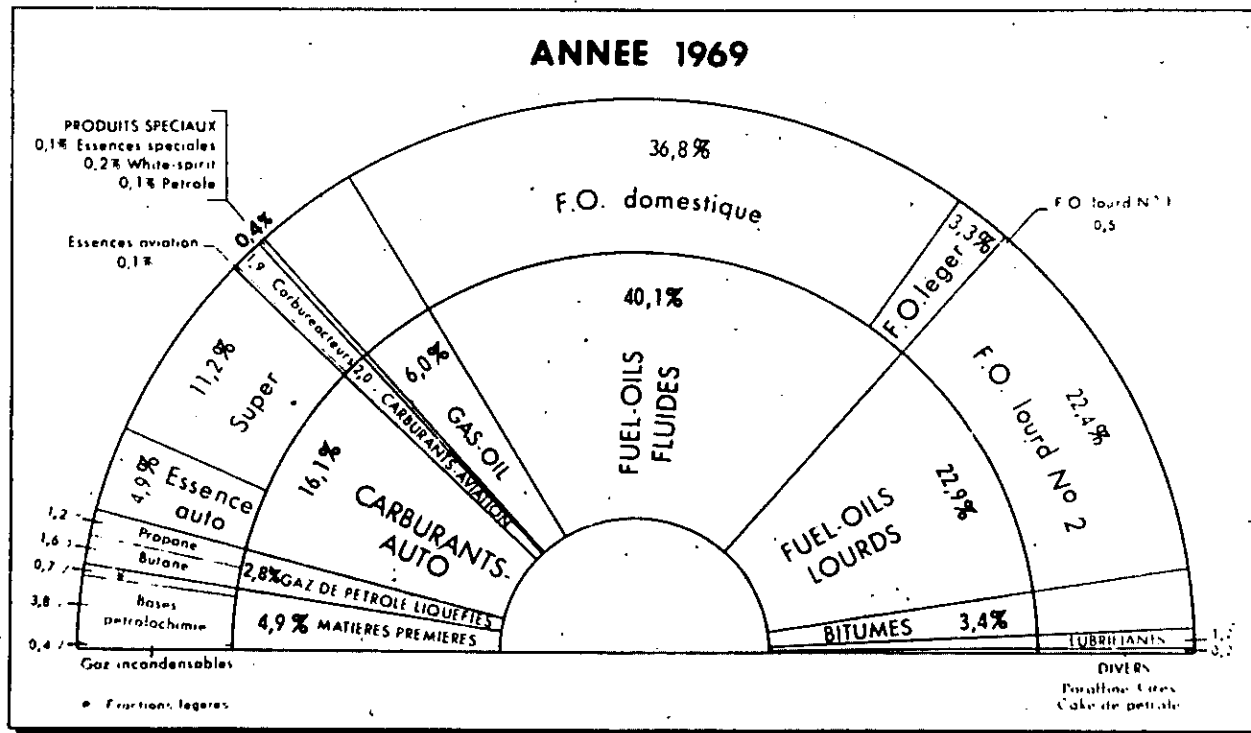 ANNEE 1969
PRODUITS SPECIAUX
0,1% Essences speciales
0,2% White-spirit
0,1% Petrole
0,4%
Essences aviation
0,1%
1,9 Carbureacteurs
2,0 CARBURANTS-AVIATION
36,8%
F.O. domestique
3,3%
F.O. leger
F.O. lourd N° 1
0,5
40,1%
FUEL-OILS
FLUIDES
6,0%
GAS-OIL
11,2%
Super
4,9%
Essence
auto
16,1%
CARBURANTS-
AUTO
22,4%
F.O. lourd No 2
22,9%
FUEL-OILS
LOURDS
1,2
Propane
1,6
Butane
2,8% GAZ DE PETROLE LIQUEFIES
0,7
*
3,8
Bases
petrolochimie
4,9% MATIERES PREMIERES
0,4
Gaz incondensables
BITUMES 3,4%
LUBRIFIANTS
DIVERS
Paraffine Cires
Coke de petrole
* Fractions legeres